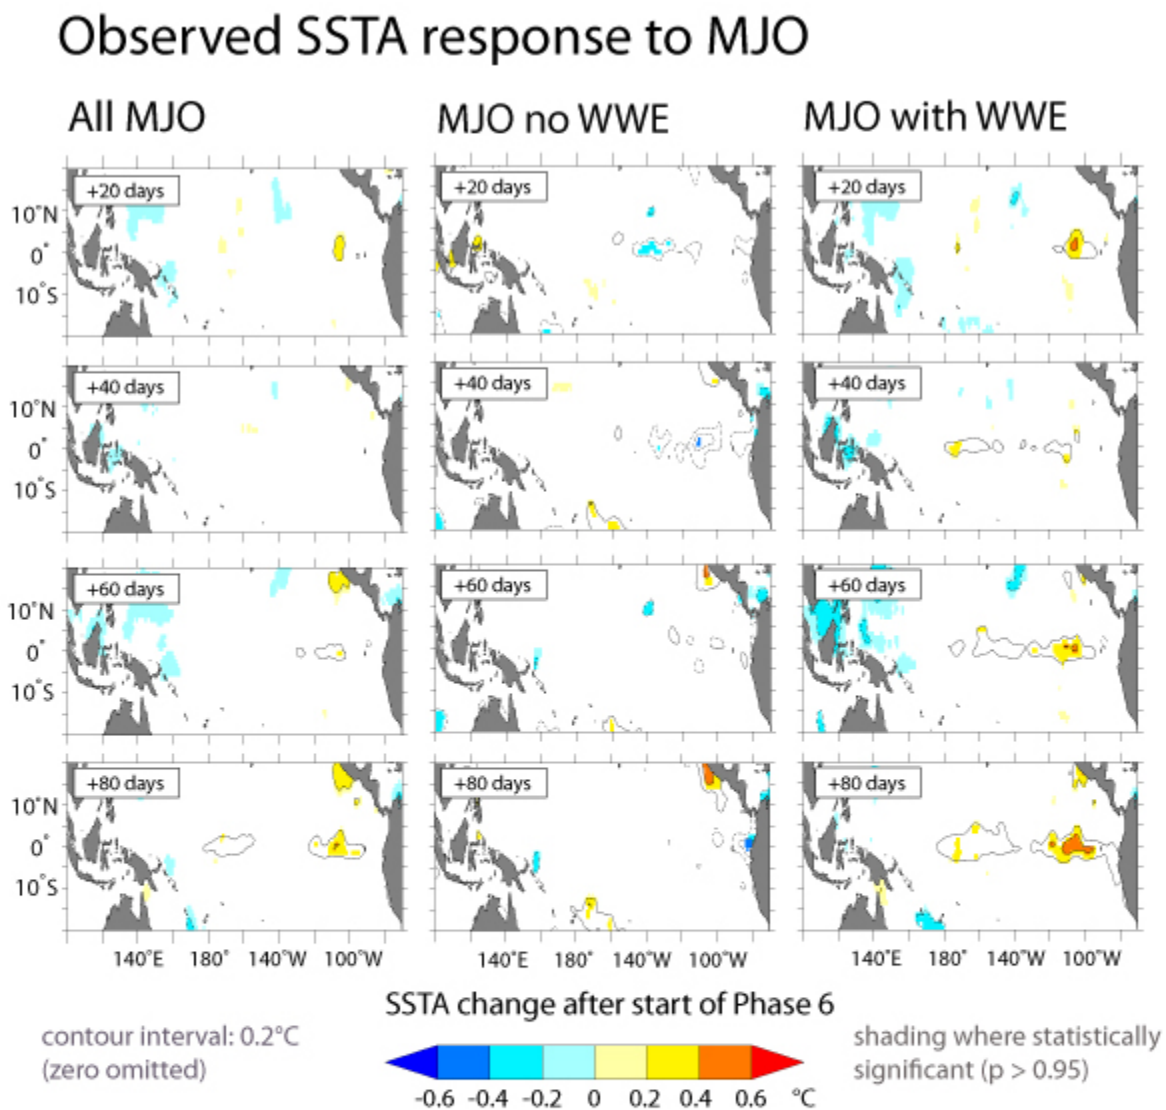 Observed SSTA response to MJO
All MJO
MJO no WWE
MJO with WWE
+20 days
+20 days
+20 days
10°N
0°
10°S
+40 days
+40 days
+40 days
10°N
0°
10°S
+60 days
+60 days
+60 days
10°N
0°
10°S
+80 days
+80 days
+80 days
10°N
0°
10°S
140°E 180° 140°W 100°W
140°E 180° 140°W 100°W
140°E 180° 140°W 100°W
SSTA change after start of Phase 6
contour interval: 0.2°C
(zero omitted)
-0.6 -0.4 -0.2 0 0.2 0.4 0.6 °C
shading where statistically
significant (p > 0.95)